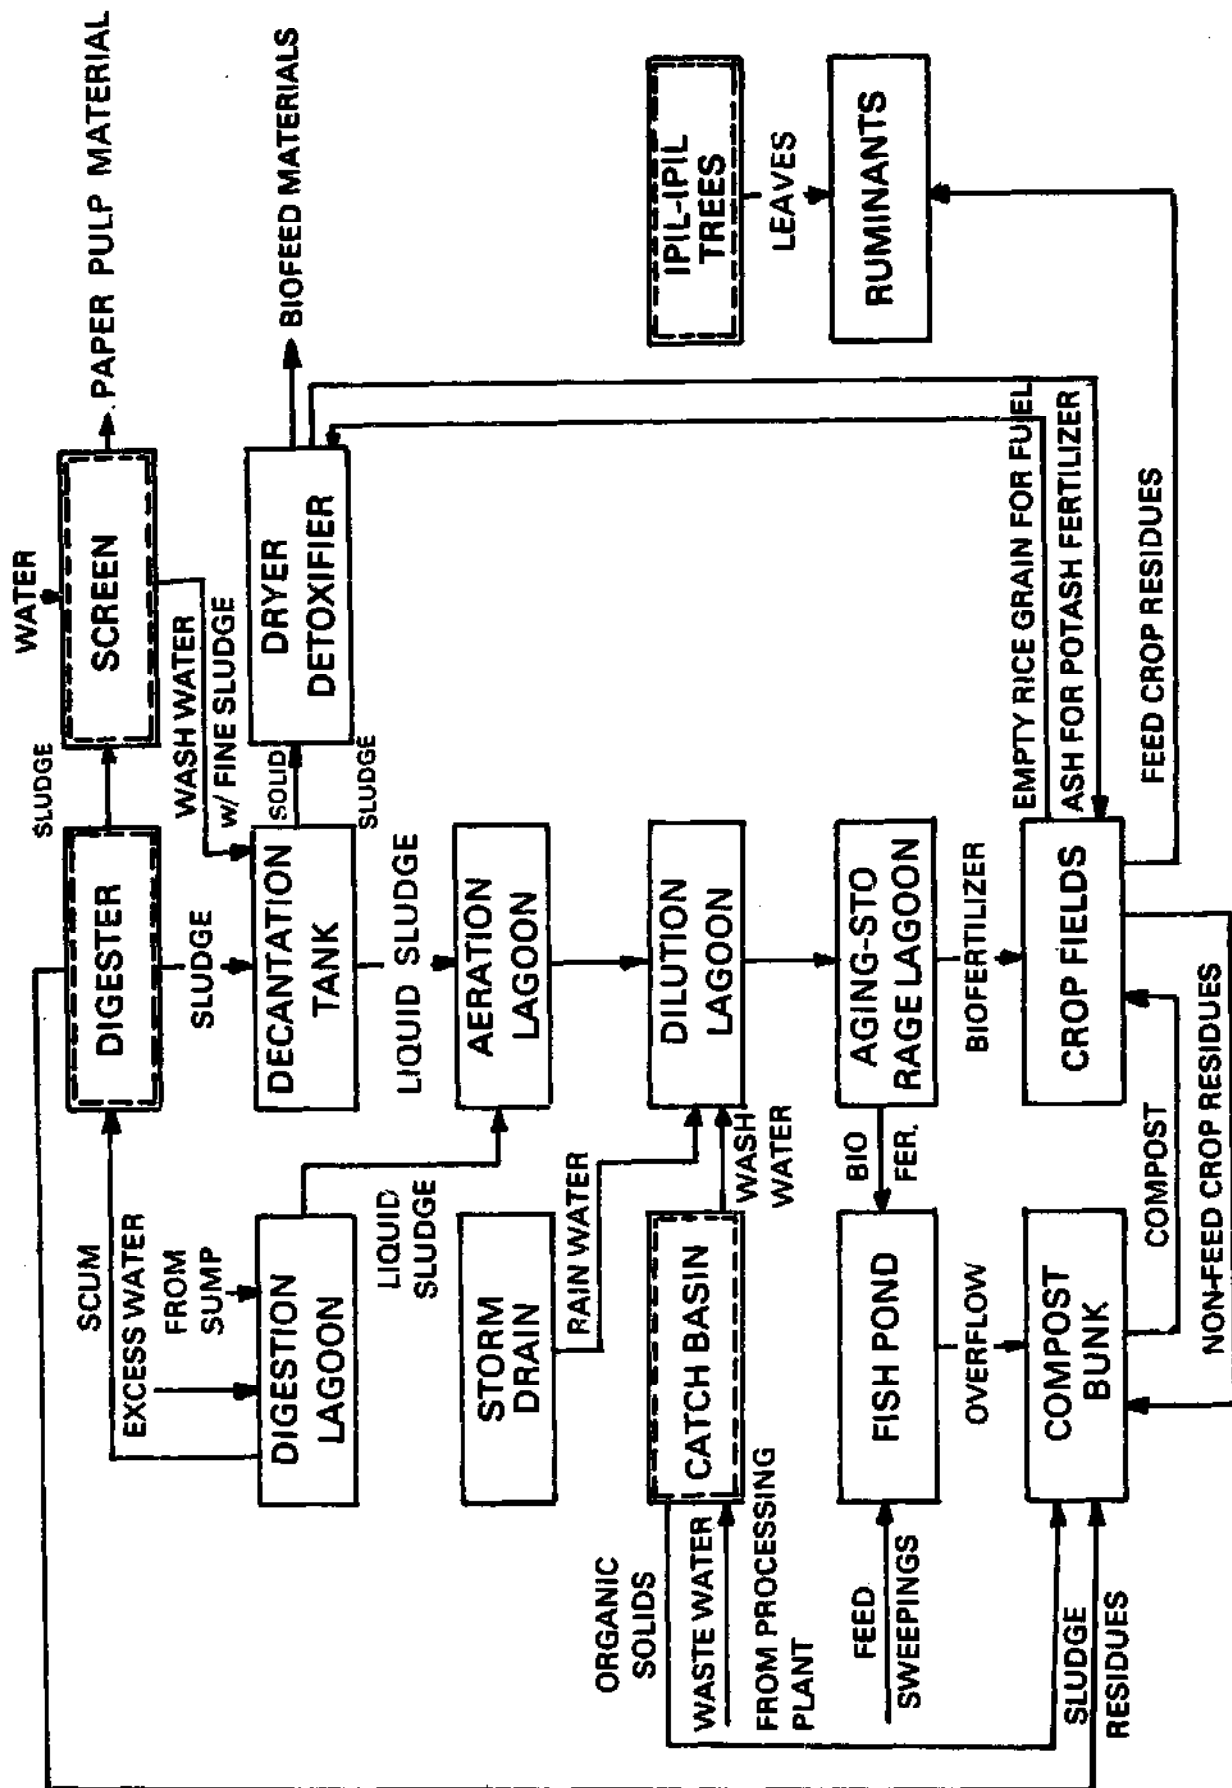 WATER
SLUDGE
DIGESTER
SCREEN
PAPER PULP MATERIAL
SCUM
EXCESS WATER
FROM
SUMP
SLUDGE
WASH WATER
W/ FINE SLUDGE
DIGESTION
LAGOON
DECANTATION
TANK
SOLID
SLUDGE
DRYER
DETOXIFIER
BIOFEED MATERIALS
LIQUID
SLUDGE
LIQUID SLUDGE
STORM
DRAIN
AERATION
LAGOON
RAIN WATER
ORGANIC
SOLIDS
CATCH BASIN
WASH
WATER
DILUTION
LAGOON
IPIL-IPIL
TREES
WASTE WATER
FROM PROCESSING
PLANT
LEAVES
FEED
SWEEPINGS
FISH POND
BIO
FER.
AGING-STO
RAGE LAGOON
RUMINANTS
OVERFLOW
BIOFERTILIZER
EMPTY RICE GRAIN FOR FUEL
ASH FOR POTASH FERTILIZER
SLUDGE
RESIDUES
COMPOST
BUNK
CROP FIELDS
COMPOST
FEED CROP RESIDUES
NON-FEED CROP RESIDUES